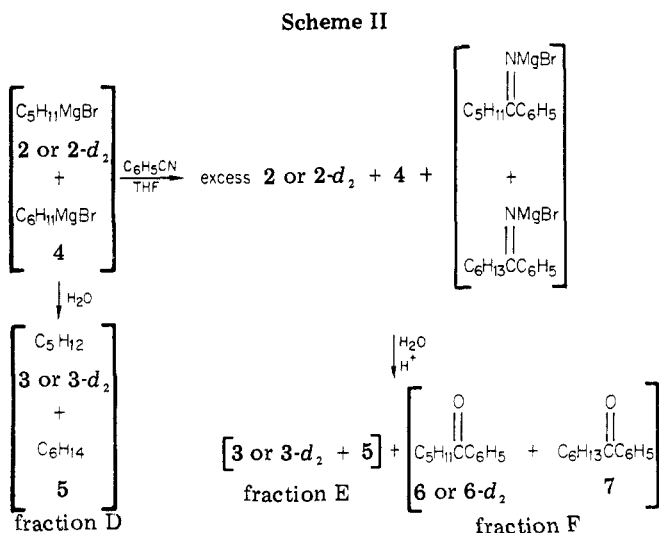 Scheme II
C₅H₁₁MgBr
2 or 2-d₂
+
C₆H₁₁MgBr
4
C₆H₅CN
THF
excess 2 or 2-d₂ + 4 +
NMgBr
C₅H₁₁CC₆H₅
+
NMgBr
C₆H₁₃CC₆H₅
H₂O
C₅H₁₂
3 or 3-d₂
+
C₆H₁₄
5
fraction D
H₂O
H⁺
[3 or 3-d₂ + 5] +
fraction E
O
C₅H₁₁CC₆H₅
6 or 6-d₂
+
O
C₆H₁₃CC₆H₅
7
fraction F